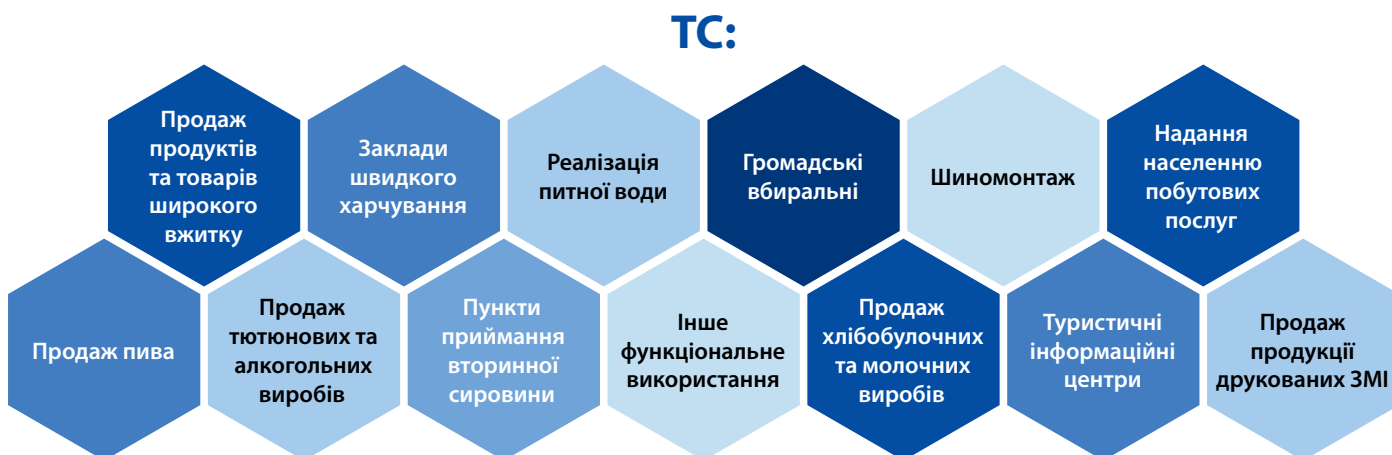 ТС:
Продаж
продуктів
та товарів
широкого
вжитку
Заклади
швидкого
харчування
Реалізація
питної води
Громадські
вбиральні
Шиномонтаж
Надання
населенню
побутових
послуг
Продаж пива
Продаж
тютюнових та
алкогольних
виробів
Пункти
приймання
вторинної
сировини
Інше
функціональне
використання
Продаж
хлібобулочних
та молочних
виробів
Туристичні
інформаційні
центри
Продаж
продукції
друкованих ЗМІ